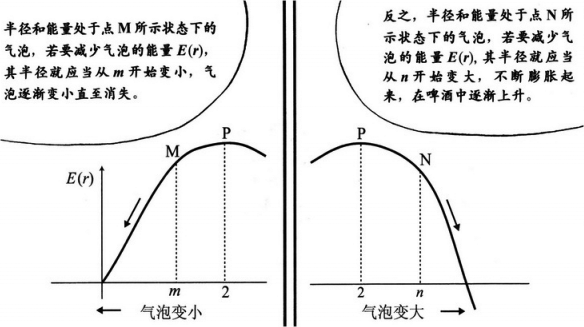 半径和能量处于点 M 所示状态下的
气泡，若要减少气泡的能量 E(r)，
其半径就应当从 m 开始变小，气
泡逐渐变小直至消失。
P
M
E(r)
m
2
气泡变小
反之，半径和能量处于点 N 所
示状态下的气泡，若要减少气
泡的能量 E(r)，其半径就应当
从 n 开始变大，不断膨胀起
来，在啤酒中逐渐上升。
P
N
2
n
气泡变大